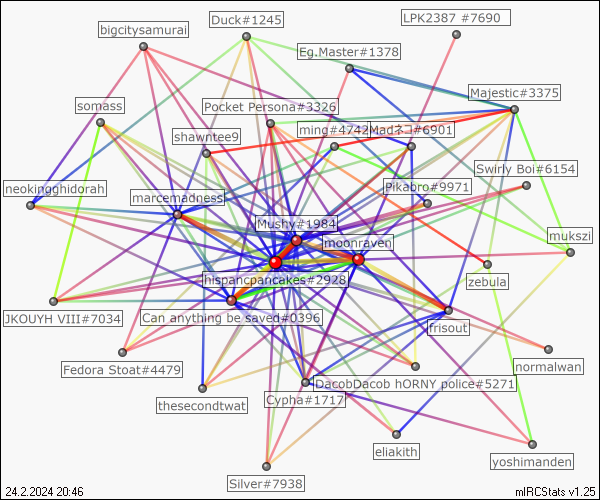 Duck#1245
LPK2387 #7690
bigcitysamurai
Eg.Master#1378
Majestic#3375
somass
Pocket Persona#3326
ming#4742
Madネコ#6901
shawntee9
Swirly Boi#6154
neokingghidorah
Pikabro#9971
marcemadness
Mushy#1984
mukszi
moonraven
hispancpancakes#2928
zebula
JKOUYH VIII#7034
Can anything be saved#0396
frisout
Fedora Stoat#4479
normalwan
DacobDacob hORNY police#5271
thesecondtwat
Cypha#1717
eliakith
yoshimanden
Silver#7938
24.2.2024 20:46
mIRCStats v1.25